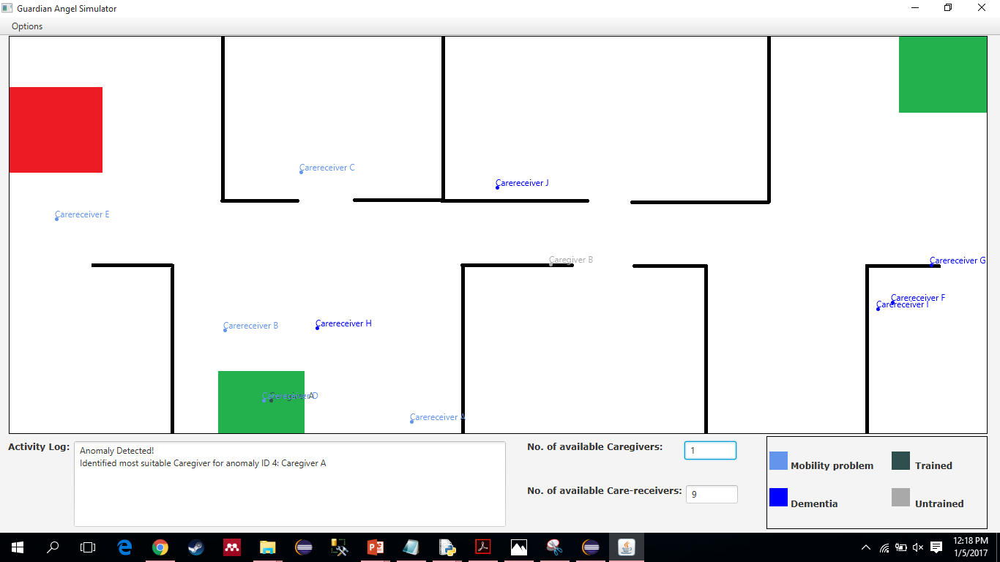 Guardian Angel Simulator
Options
Carereceiver C
Carereceiver J
Carereceiver E
Caregiver B
Carereceiver G
Carereceiver F
Carereceiver I
Carereceiver B
Carereceiver H
Carereceiver D
Caregiver A
Carereceiver A
Activity Log:
Anomaly Detected!
Identified most suitable Caregiver for anomaly ID 4: Caregiver A
No. of available Caregivers:
1
No. of available Care-receivers:
9
Mobility problem
Trained
Dementia
Untrained
12:18 PM
1/5/2017